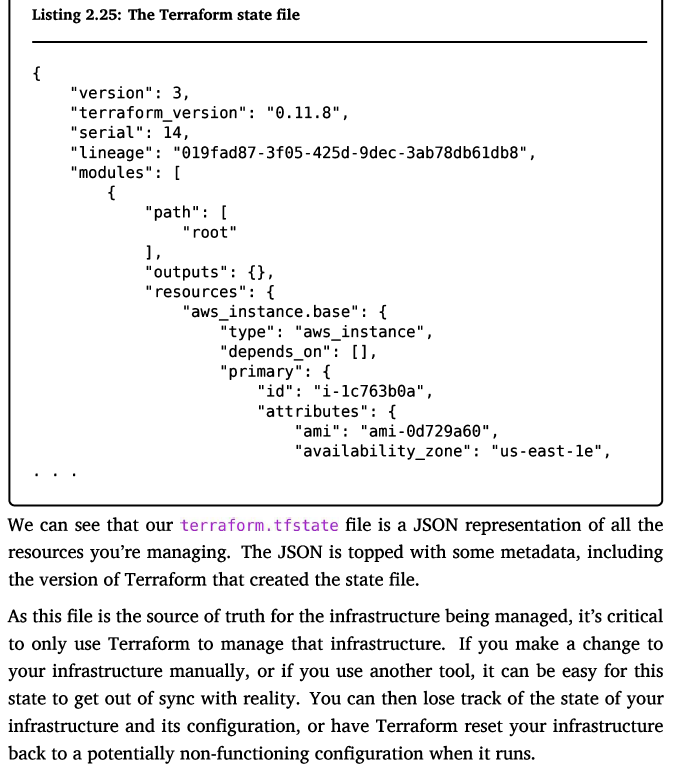 Listing 2.25: The Terraform state file
{
    "version": 3,
    "terraform_version": "0.11.8",
    "serial": 14,
    "lineage": "019fad87-3f05-425d-9dec-3ab78db61db8",
    "modules": [
        {
            "path": [
                "root"
            ],
            "outputs": {},
            "resources": {
                "aws_instance.base": {
                    "type": "aws_instance",
                    "depends_on": [],
                    "primary": {
                        "id": "i-1c763b0a",
                        "attributes": {
                            "ami": "ami-0d729a60",
                            "availability_zone": "us-east-1e",
. . .
We can see that our terraform.tfstate file is a JSON representation of all the
resources you’re managing. The JSON is topped with some metadata, including
the version of Terraform that created the state file.
As this file is the source of truth for the infrastructure being managed, it’s critical
to only use Terraform to manage that infrastructure. If you make a change to
your infrastructure manually, or if you use another tool, it can be easy for this
state to get out of sync with reality. You can then lose track of the state of your
infrastructure and its configuration, or have Terraform reset your infrastructure
back to a potentially non-functioning configuration when it runs.